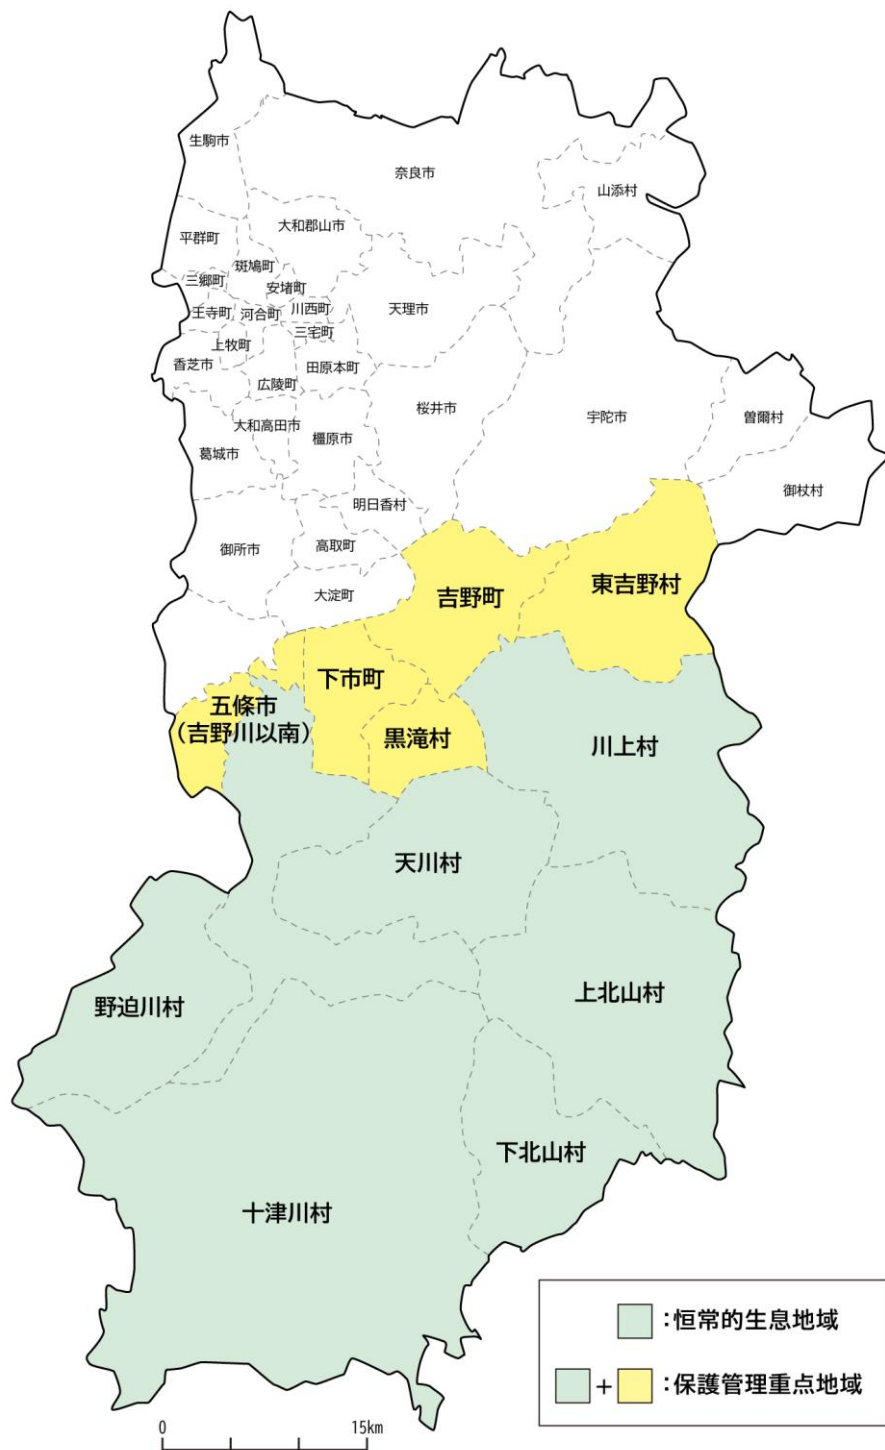 生駒市
奈良市
山添村
大和郡山市
平群町
斑鳩町
三郷町
安堵町
王寺町
河合町
川西町
天理市
三宅町
上牧町
香芝市
田原本町
広陵町
桜井市
宇陀市
曽爾村
大和高田市
橿原市
葛城市
御杖村
明日香村
御所市
高取町
大淀町
吉野町
東吉野村
下市町
五條市
（吉野川以南）
黒滝村
川上村
天川村
野迫川村
上北山村
下北山村
十津川村
：恒常的生息地域
+ ：保護管理重点地域
0 15km